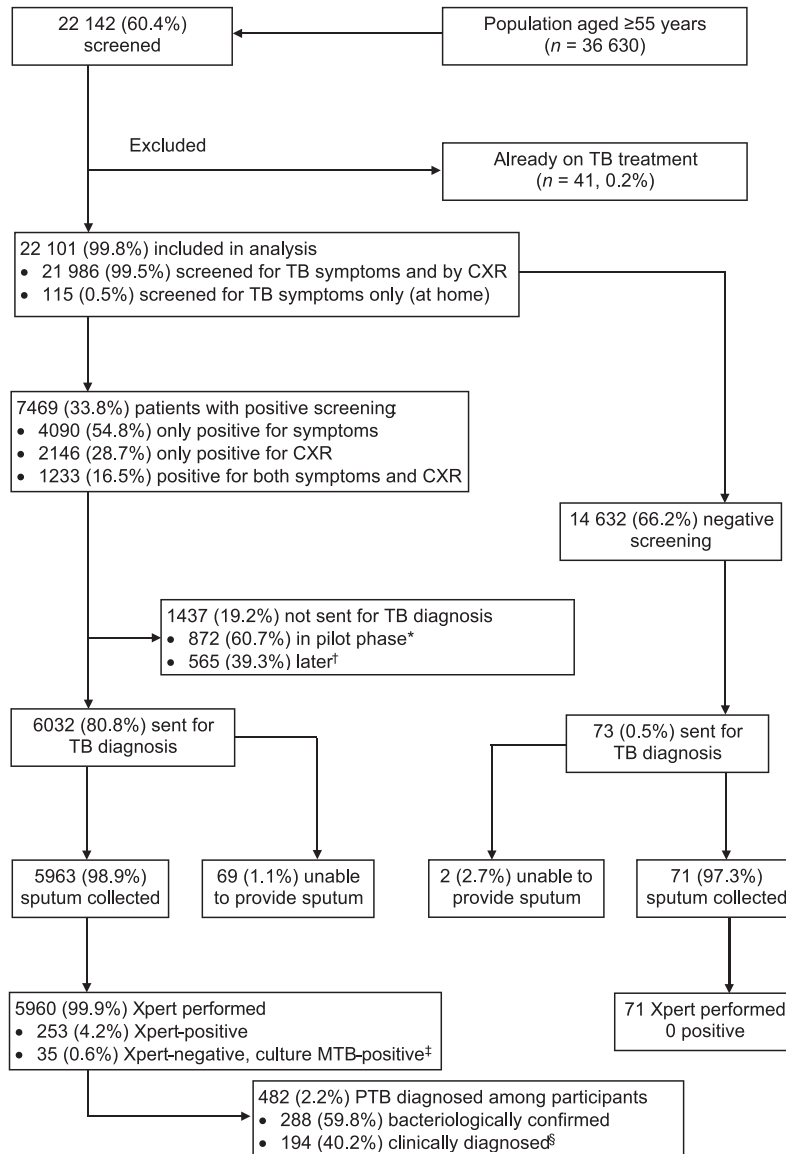 22 142 (60.4%)
screened
Population aged ≥55 years
(n = 36 630)
Excluded
Already on TB treatment
(n = 41, 0.2%)
22 101 (99.8%) included in analysis
• 21 986 (99.5%) screened for TB symptoms and by CXR
• 115 (0.5%) screened for TB symptoms only (at home)
7469 (33.8%) patients with positive screening:
• 4090 (54.8%) only positive for symptoms
• 2146 (28.7%) only positive for CXR
• 1233 (16.5%) positive for both symptoms and CXR
14 632 (66.2%) negative
screening
1437 (19.2%) not sent for TB diagnosis
• 872 (60.7%) in pilot phase*
• 565 (39.3%) later†
6032 (80.8%) sent for
TB diagnosis
73 (0.5%) sent for
TB diagnosis
5963 (98.9%)
sputum collected
69 (1.1%) unable
to provide sputum
2 (2.7%) unable to
provide sputum
71 (97.3%)
sputum collected
5960 (99.9%) Xpert performed
• 253 (4.2%) Xpert-positive
• 35 (0.6%) Xpert-negative, culture MTB-positive‡
71 Xpert performed
0 positive
482 (2.2%) PTB diagnosed among participants
• 288 (59.8%) bacteriologically confirmed
• 194 (40.2%) clinically diagnosed§